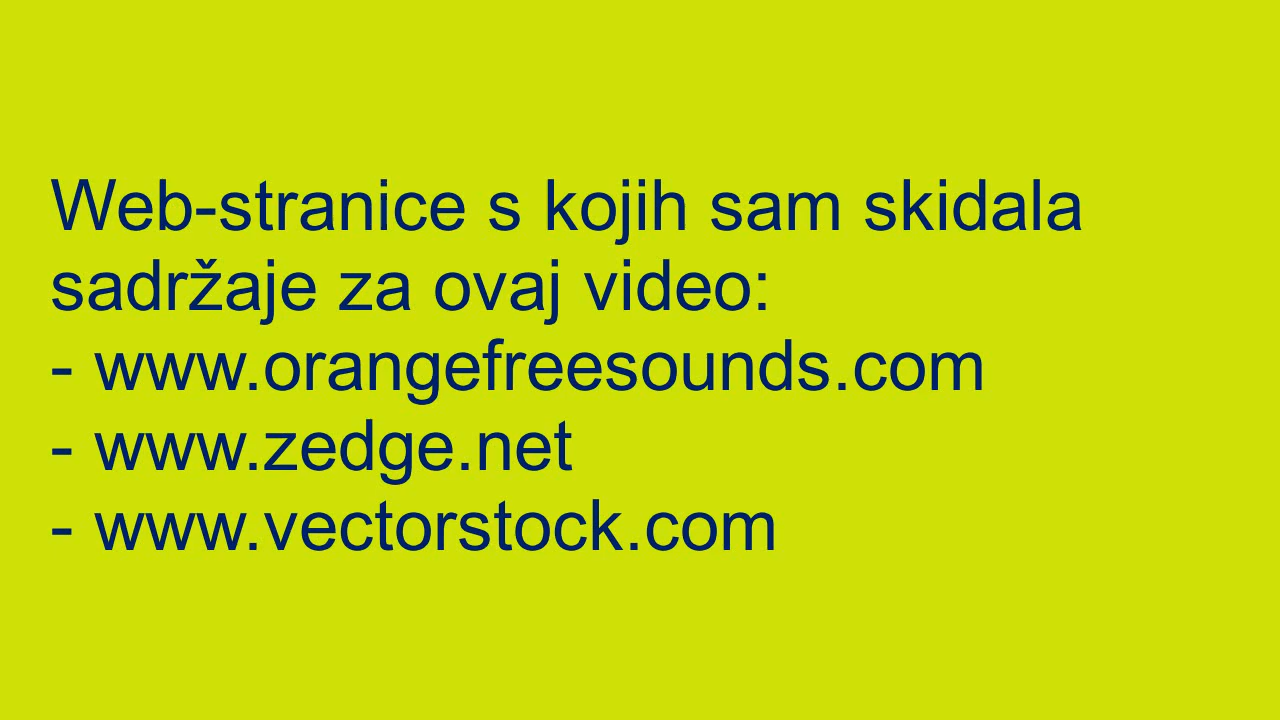 Web-stranice s kojih sam skidala
sadržaje za ovaj video:
- www.orangefreesounds.com
- www.zedge.net
- www.vectorstock.com